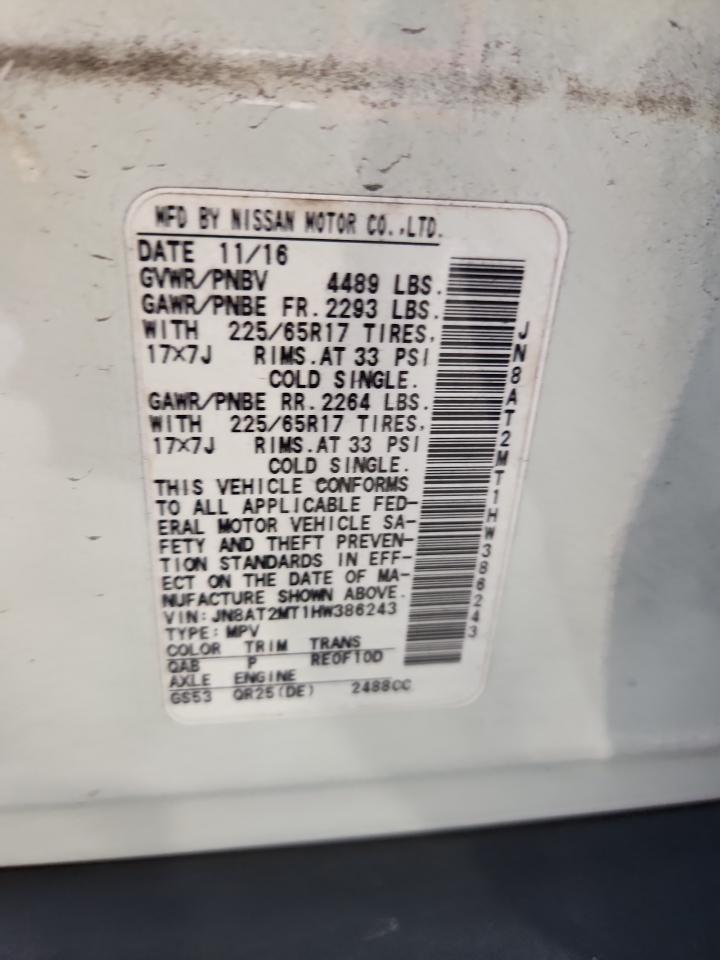 MFD BY NISSAN MOTOR CO.,LTD.
DATE 11/16
GVWR/PNBV 4489 LBS.
GAWR/PNBE FR. 2293 LBS.
WITH 225/65R17 TIRES,
17×7J RIMS.AT 33 PSI
COLD SINGLE.
GAWR/PNBE RR. 2264 LBS.
WITH 225/65R17 TIRES,
17×7J RIMS.AT 33 PSI
COLD SINGLE.
THIS VEHICLE CONFORMS
TO ALL APPLICABLE FED-
ERAL MOTOR VEHICLE SA-
FETY AND THEFT PREVEN-
TION STANDARDS IN EFF-
ECT ON THE DATE OF MA-
NUFACTURE SHOWN ABOVE.
VIN: JN8AT2MT1HW386243
TYPE: MPV
COLOR TRIM TRANS
QAB P RE0F10D
AXLE ENGINE
GS53 QR25(DE) 2488CC
JN8AT2MT1HW386243